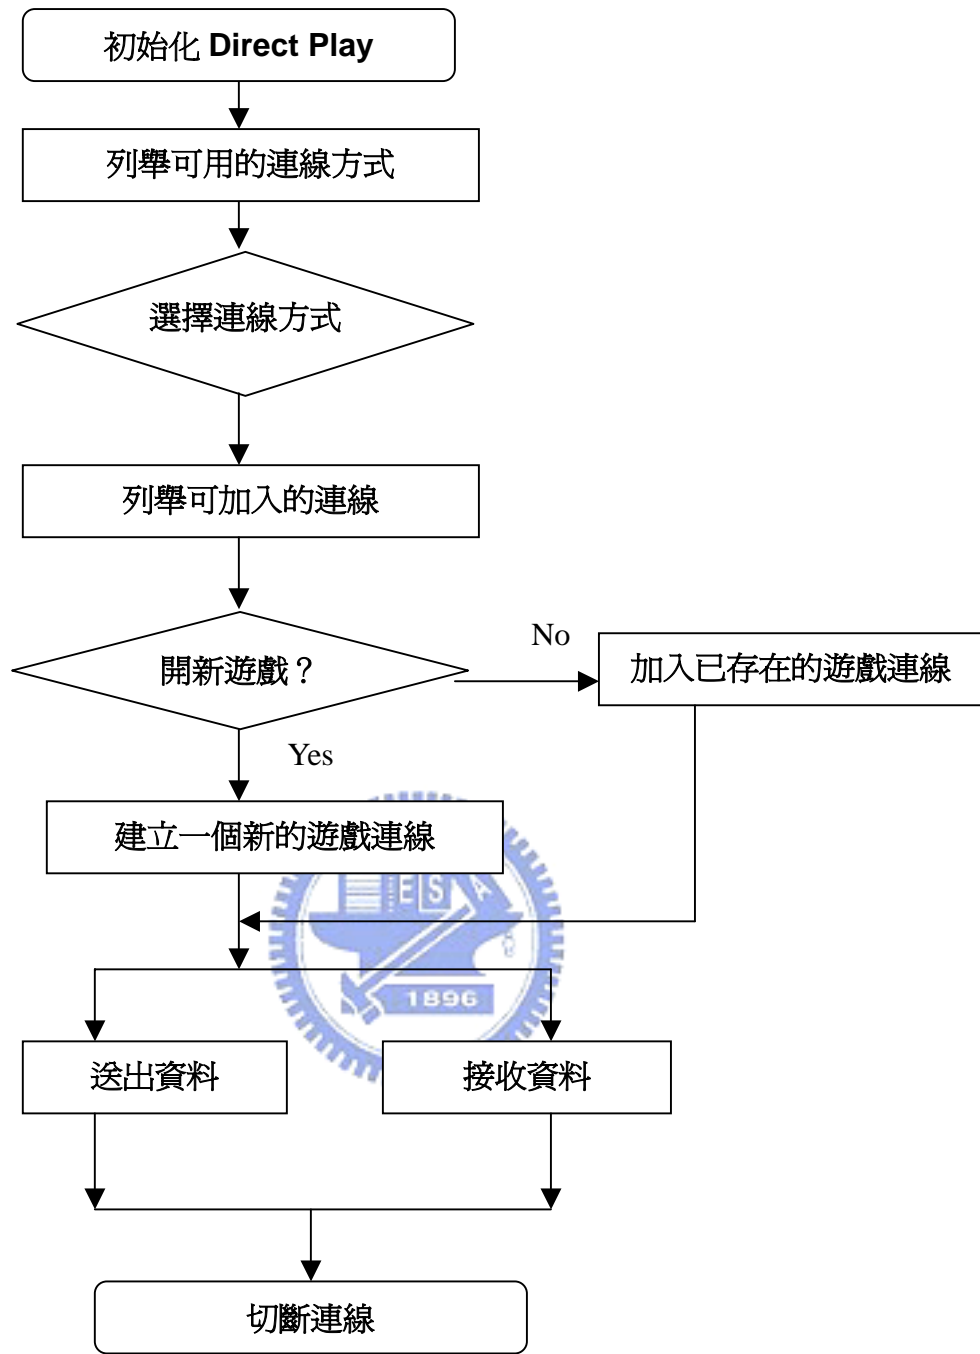 初始化 Direct Play
列舉可用的連線方式
選擇連線方式
列舉可加入的連線
開新遊戲？
No
加入已存在的遊戲連線
Yes
建立一個新的遊戲連線
ES A
1896
送出資料
接收資料
切斷連線